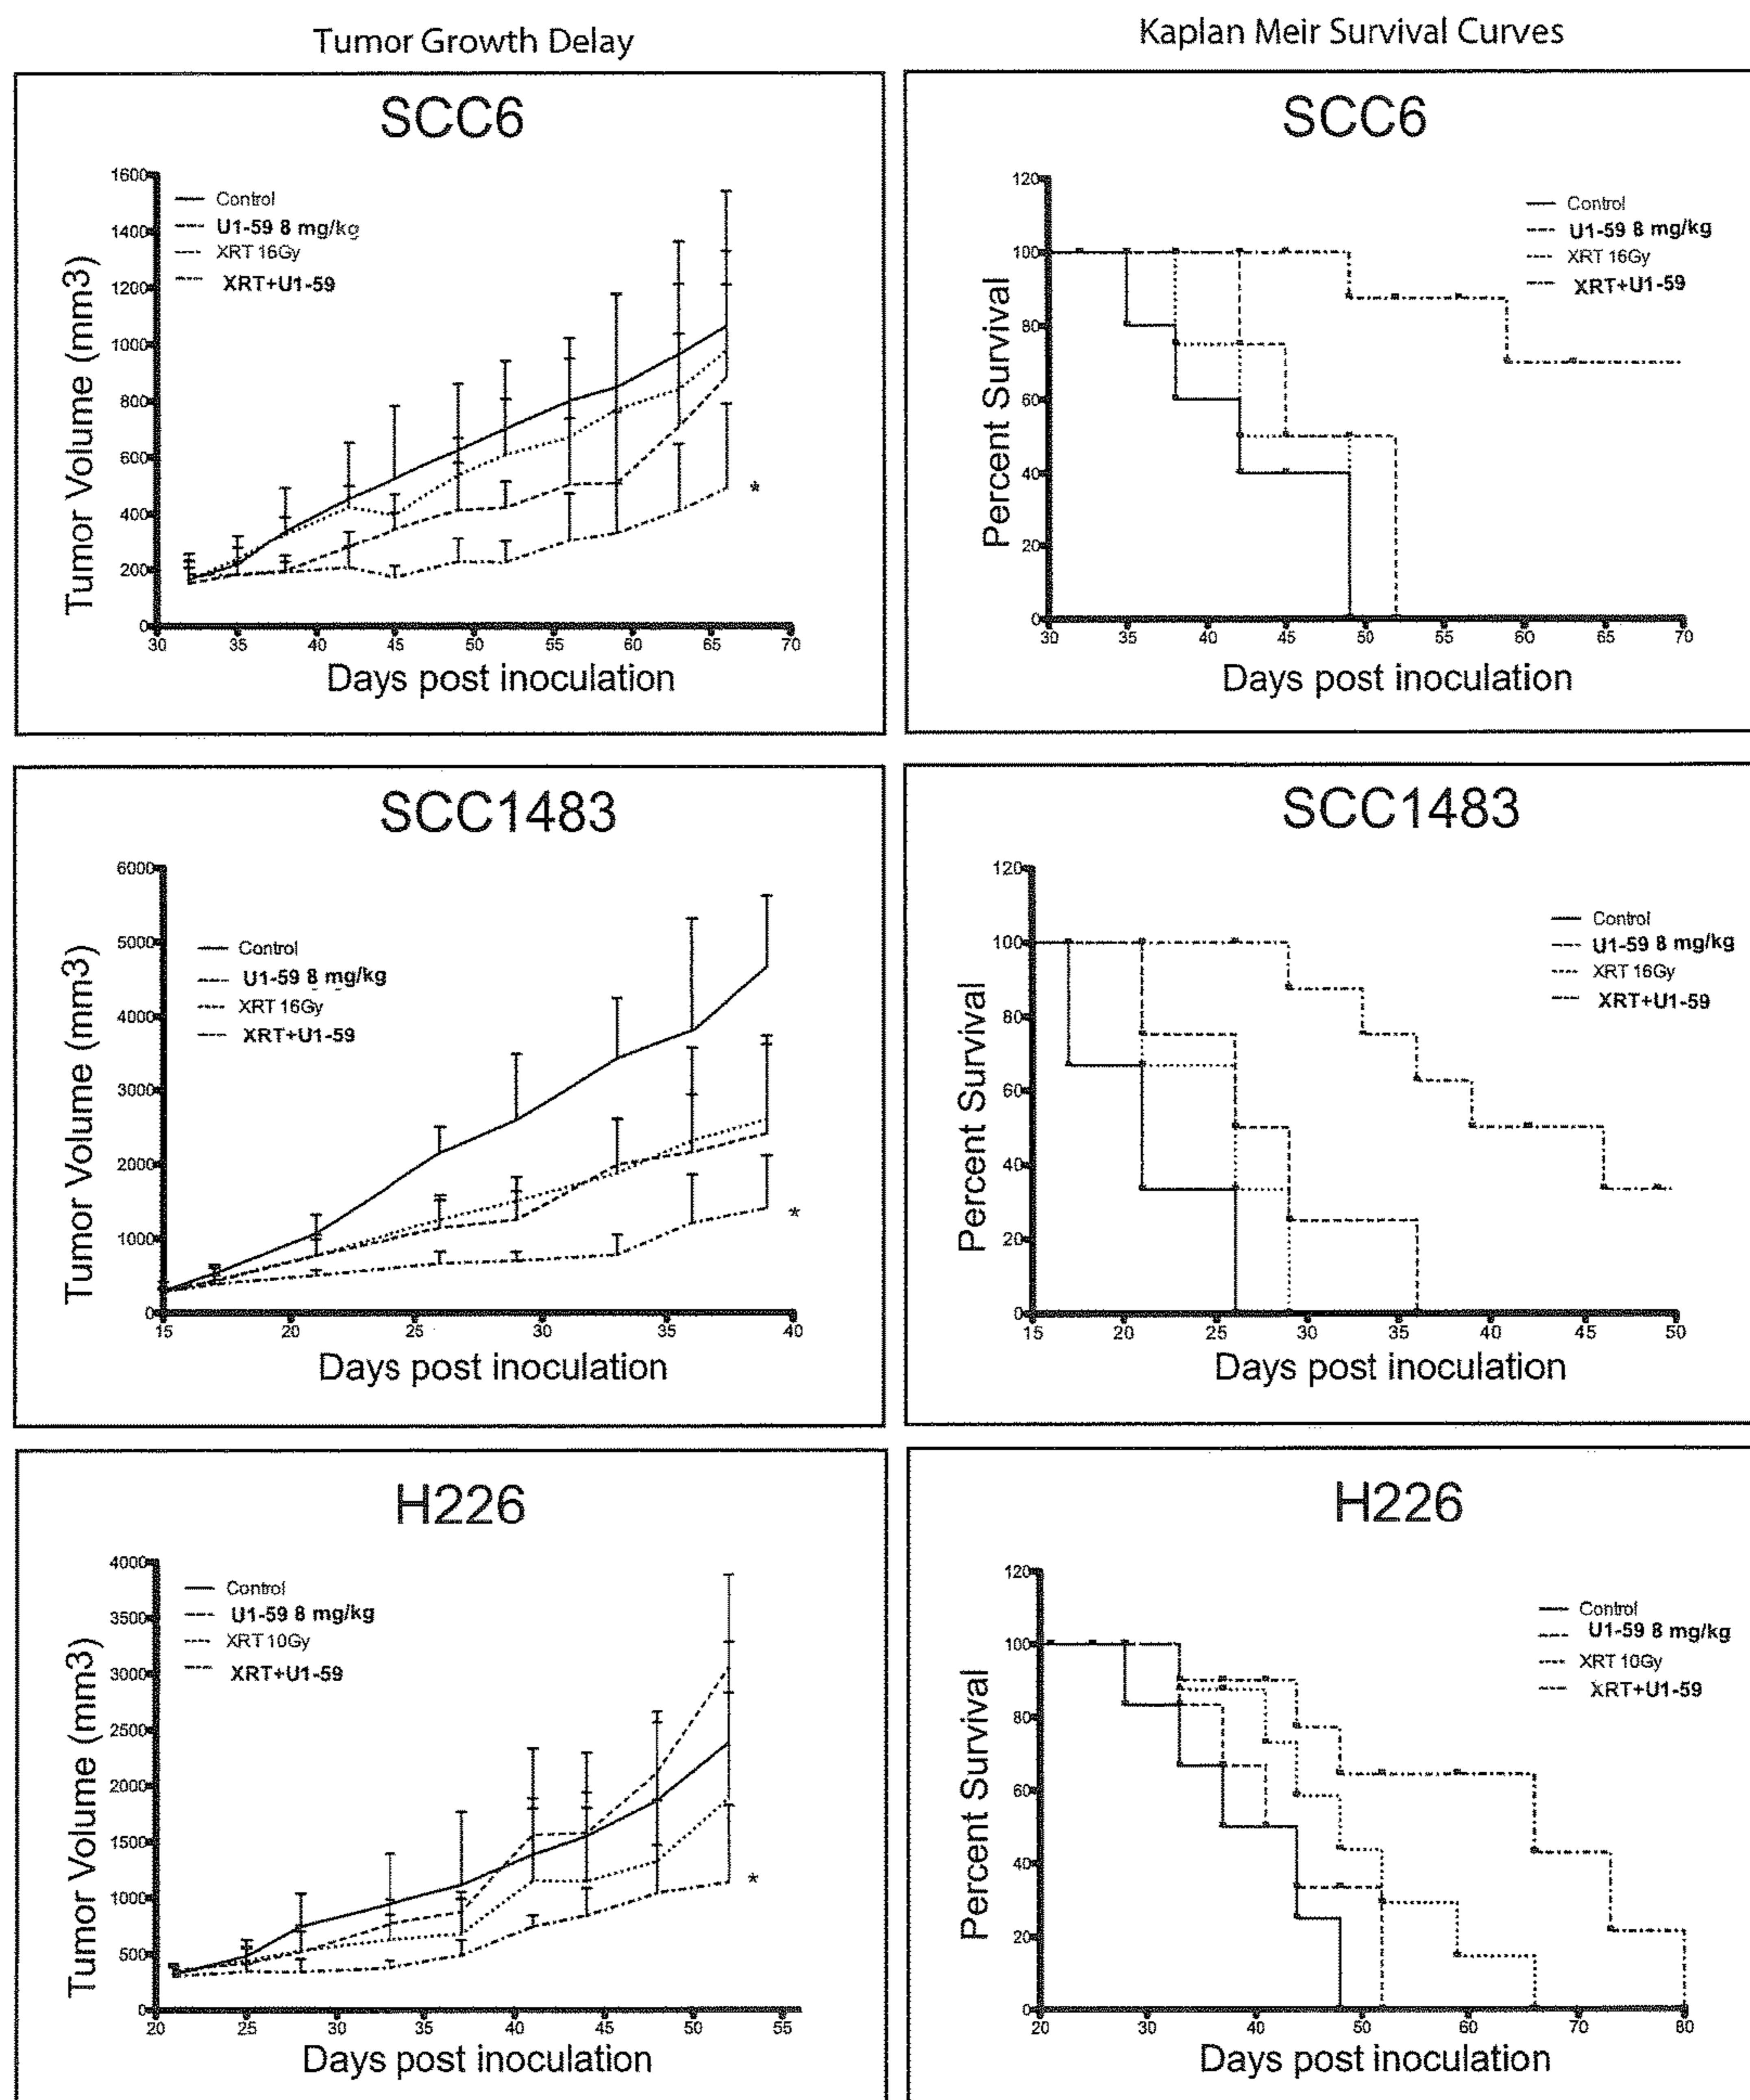 Tumor Growth Delay
Kaplan Meir Survival Curves
SCC6
1600
1400
1200
1000
800
600
400
200
0
Tumor Volume (mm3)
Control
U1-59 8 mg/kg
XRT 16Gy
XRT+U1-59
*
30 35 40 45 50 55 60 65 70
Days post inoculation
SCC6
120
100
80
60
40
20
0
Percent Survival
Control
U1-59 8 mg/kg
XRT 16Gy
XRT+U1-59
30 35 40 45 50 55 60 65 70
Days post inoculation
SCC1483
6000
5000
4000
3000
2000
1000
0
Tumor Volume (mm3)
Control
U1-59 8 mg/kg
XRT 16Gy
XRT+U1-59
*
15 20 25 30 35 40
Days post inoculation
SCC1483
120
100
80
60
40
20
0
Percent Survival
Control
U1-59 8 mg/kg
XRT 16Gy
XRT+U1-59
15 20 25 30 35 40 45 50
Days post inoculation
H226
4000
3500
3000
2500
2000
1500
1000
500
0
Tumor Volume (mm3)
Control
U1-59 8 mg/kg
XRT 10Gy
XRT+U1-59
*
20 25 30 35 40 45 50 55
Days post inoculation
H226
120
100
80
60
40
20
0
Percent Survival
Control
U1-59 8 mg/kg
XRT 10Gy
XRT+U1-59
20 30 40 50 60 70 80
Days post inoculation